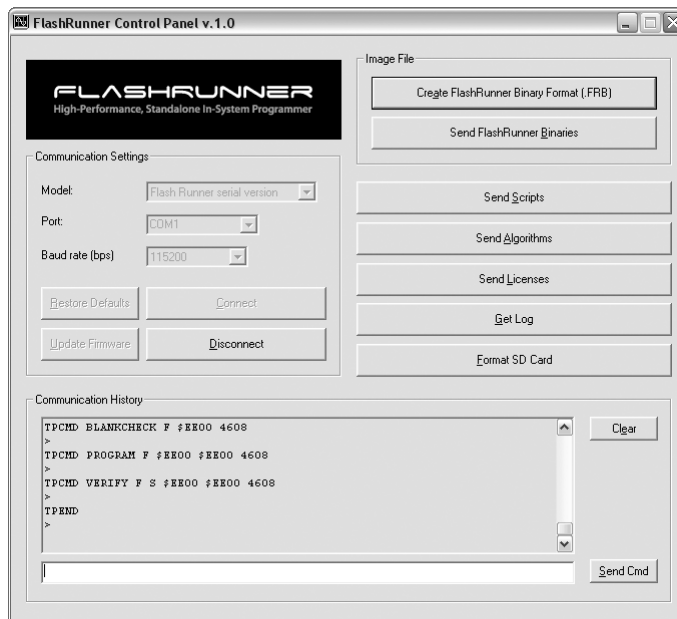 FlashRunner Control Panel v.1.0
FLASHRUNNER
High-Performance, Standalone In-System Programmer
Communication Settings
Model:
Flash Runner serial version
Port:
COM1
Baud rate (bps)
115200
Restore Defaults
Connect
Update Firmware
Disconnect
Image File
Create FlashRunner Binary Format (.FRB)
Send FlashRunner Binaries
Send Scripts
Send Algorithms
Send Licenses
Get Log
Format SD Card
Communication History
TPCMD BLANKCHECK F $EE00 4608
>
TPCMD PROGRAM F $EE00 $EE00 4608
>
TPCMD VERIFY F S $EE00 $EE00 4608
>
TPEND
>
Clear
Send Cmd